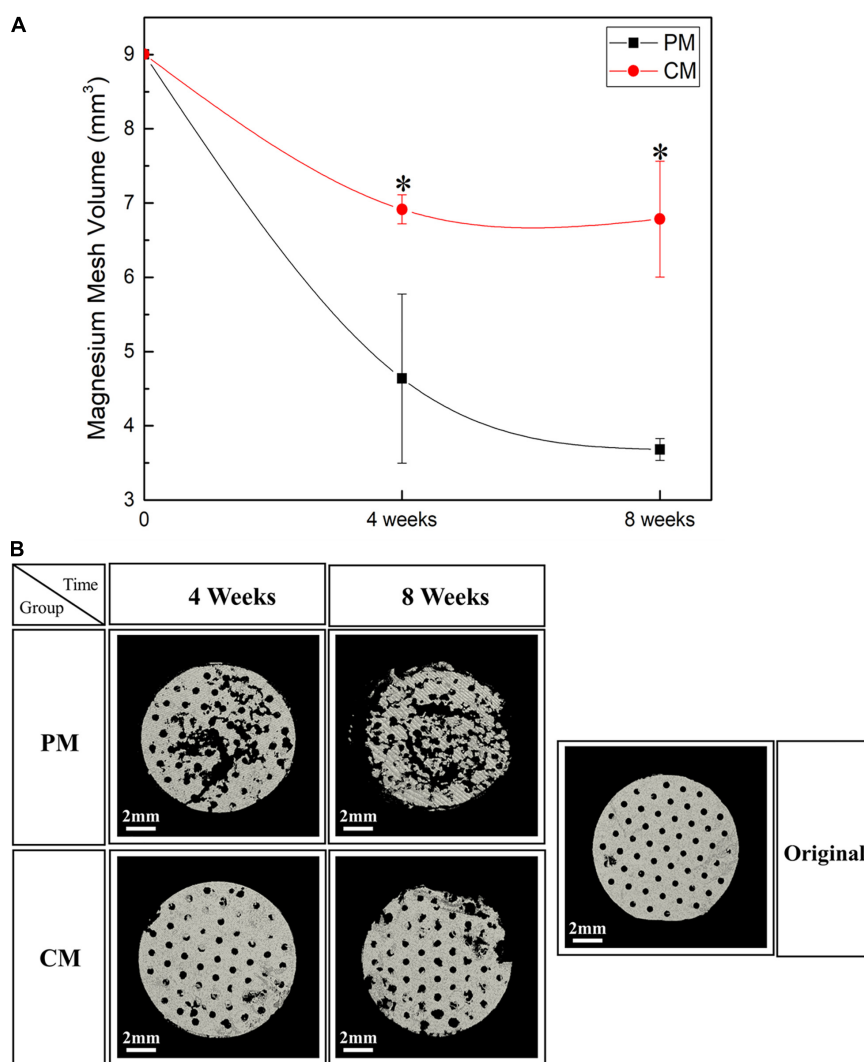 A
PM
CM
Magnesium Mesh Volume (mm³)
9
8
7
6
5
4
3
*
*
0
4 weeks
8 weeks
B
Time
Group
4 Weeks
8 Weeks
PM
2mm
2mm
CM
2mm
2mm
2mm
Original